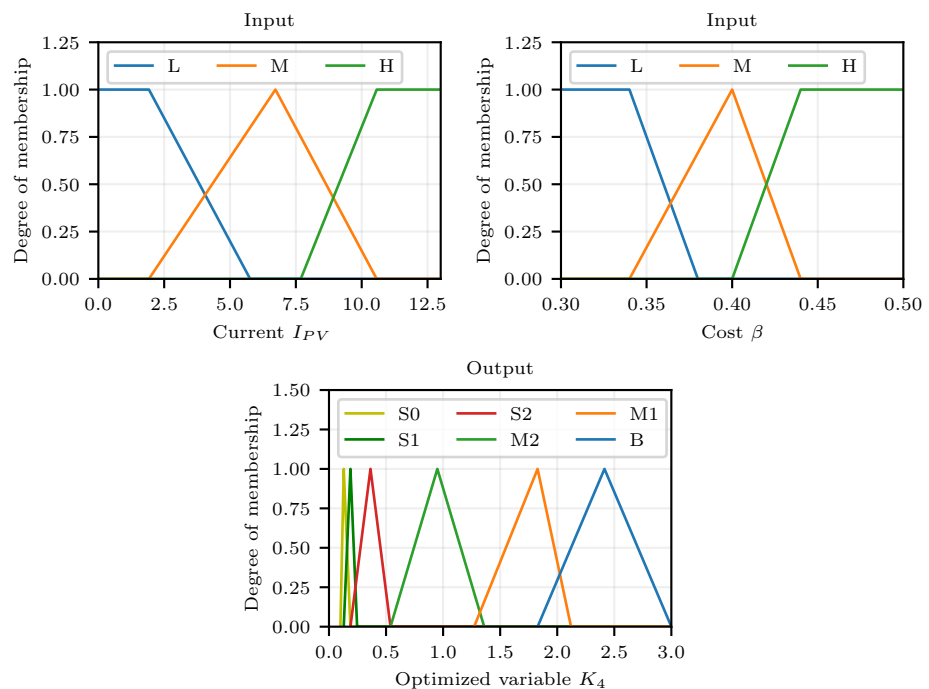 Input
1.25
1.00
0.75
0.50
0.25
0.00
Degree of membership
L M H
0.0 2.5 5.0 7.5 10.0 12.5
Current I_{PV}
Input
1.25
1.00
0.75
0.50
0.25
0.00
Degree of membership
L M H
0.30 0.35 0.40 0.45 0.50
Cost β
Output
1.50
1.25
1.00
0.75
0.50
0.25
0.00
Degree of membership
S0 S2 M1
S1 M2 B
0.0 0.5 1.0 1.5 2.0 2.5 3.0
Optimized variable K_4